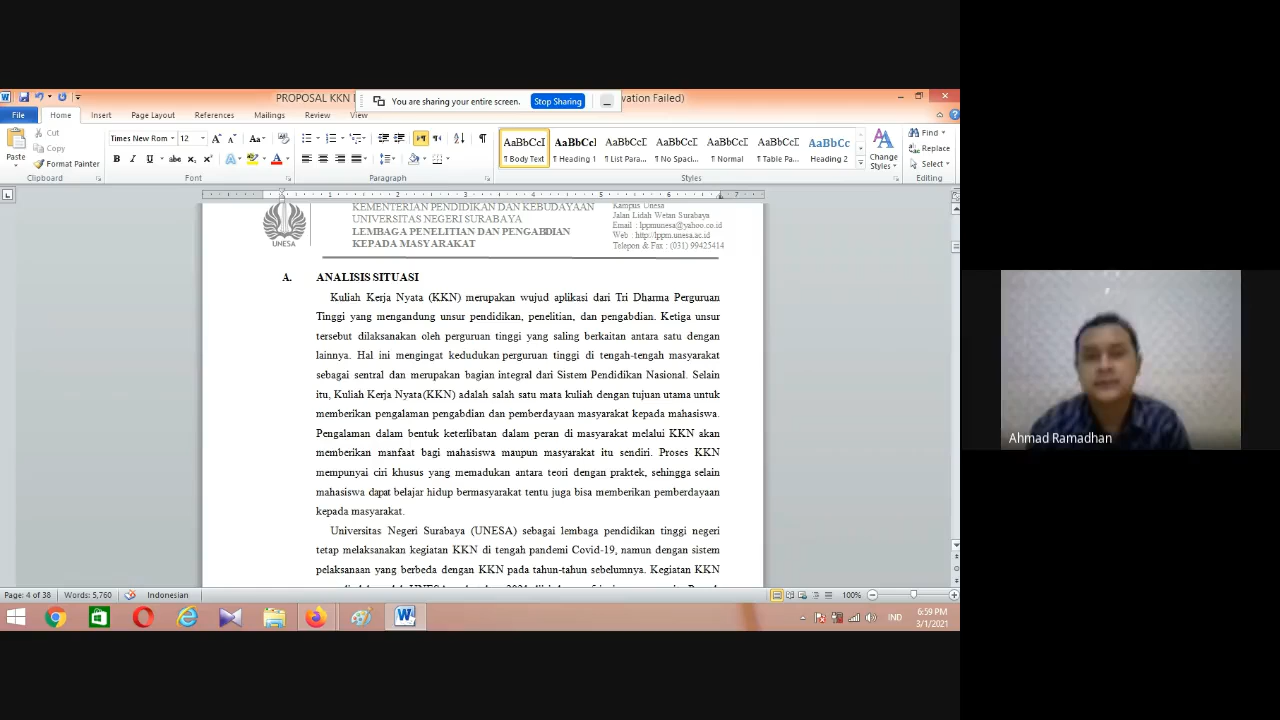 PROPOSAL KKN
You are sharing your entire screen.
Stop Sharing
vation Failed)
File
Home
Insert
Page Layout
References
Mailings
Review
View
Paste
Cut
Copy
Format Painter
Clipboard
Times New Rom
12
Font
Paragraph
AaBbCcI
¶ Body Text
AaBbCcl
¶ Heading 1
AaBbCcI
¶ List Para...
AaBbCcI
¶ No Spaci...
AaBbCcI
¶ Normal
AaBbCcI
¶ Table Pa...
AaBbCc
Heading 2
Change
Styles
Styles
Find
Replace
Select
Editing
UNESA
KEMENTERIAN PENDIDIKAN DAN KEBUDAYAAN
UNIVERSITAS NEGERI SURABAYA
LEMBAGA PENELITIAN DAN PENGABDIAN
KEPADA MASYARAKAT
Kampus Unesa
Jalan Lidah Wetan Surabaya
Email : lppmunesa@yahoo.co.id
Web : http://lppm.unesa.ac.id
Telepon & Fax : (031) 99425414
A. ANALISIS SITUASI
Kuliah Kerja Nyata (KKN) merupakan wujud aplikasi dari Tri Dharma Perguruan
Tinggi yang mengandung unsur pendidikan, penelitian, dan pengabdian. Ketiga unsur
tersebut dilaksanakan oleh perguruan tinggi yang saling berkaitan antara satu dengan
lainnya. Hal ini mengingat kedudukan perguruan tinggi di tengah-tengah masyarakat
sebagai sentral dan merupakan bagian integral dari Sistem Pendidikan Nasional. Selain
itu, Kuliah Kerja Nyata(KKN) adalah salah satu mata kuliah dengan tujuan utama untuk
memberikan pengalaman pengabdian dan pemberdayaan masyarakat kepada mahasiswa.
Pengalaman dalam bentuk keterlibatan dalam peran di masyarakat melalui KKN akan
memberikan manfaat bagi mahasiswa maupun masyarakat itu sendiri. Proses KKN
mempunyai ciri khusus yang memadukan antara teori dengan praktek, sehingga selain
mahasiswa dapat belajar hidup bermasyarakat tentu juga bisa memberikan pemberdayaan
kepada masyarakat.
Universitas Negeri Surabaya (UNESA) sebagai lembaga pendidikan tinggi negeri
tetap melaksanakan kegiatan KKN di tengah pandemi Covid-19, namun dengan sistem
pelaksanaan yang berbeda dengan KKN pada tahun-tahun sebelumnya. Kegiatan KKN
Page: 4 of 38
Words: 5,760
Indonesian
100%
IND
6:59 PM
3/1/2021
Ahmad Ramadhan